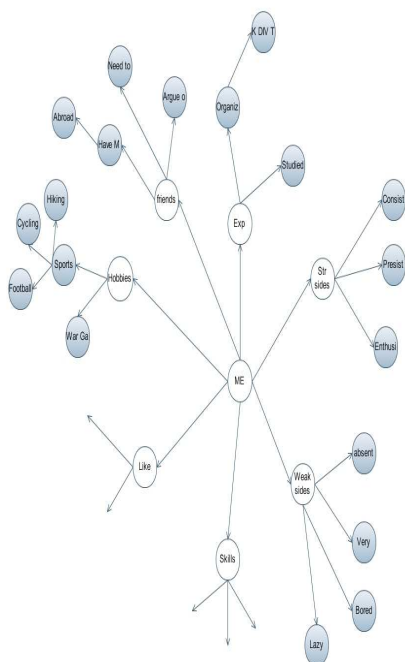 K DIV T
Need to
Argue o
Organiz
Abroad
Have M
Studied
Hiking
friends
Consist
Cycling
Exp
Sports
Hobbies
Str
sides
Presist
Football
War Ga
Enthusi
ME
absent
Like
Weak
sides
Very
Skills
Bored
Lazy